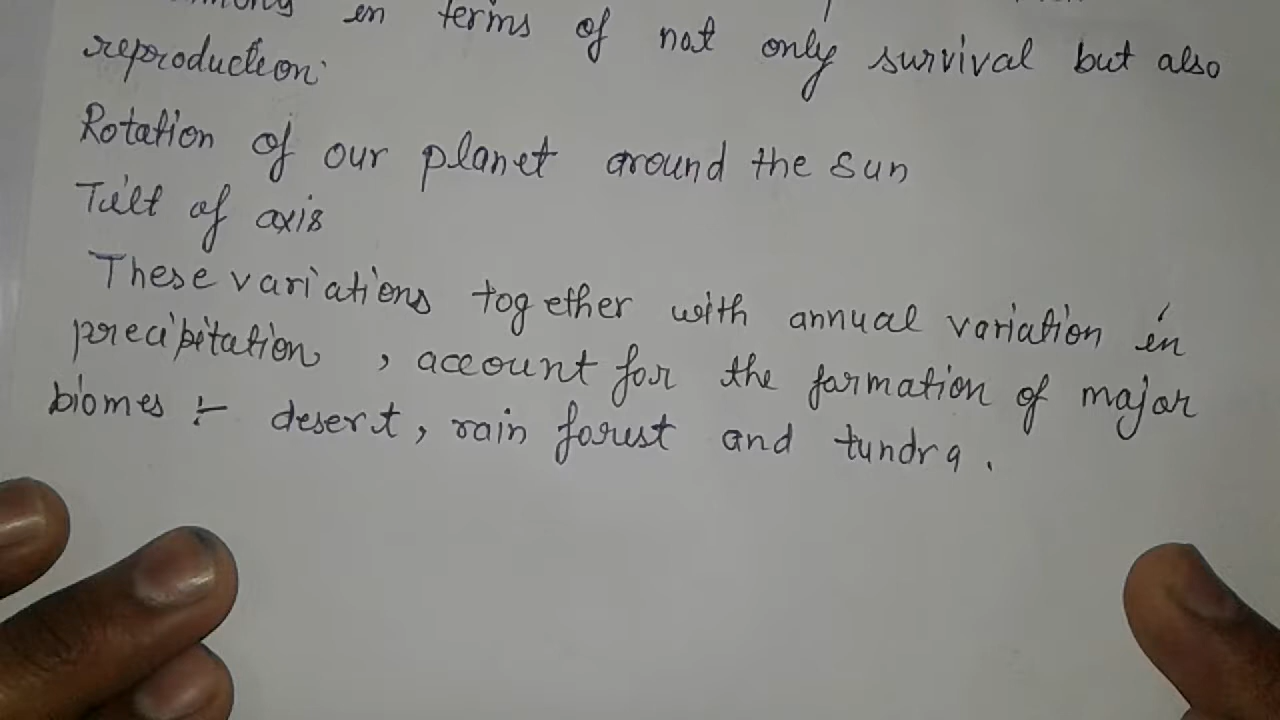 en terms of not only survival but also
reproduction.
Rotation of our planet around the sun
Tilt of axis
These variations together with annual variation in
precipitation, account for the formation of major
biomes :- desert, rain forest and tundra.